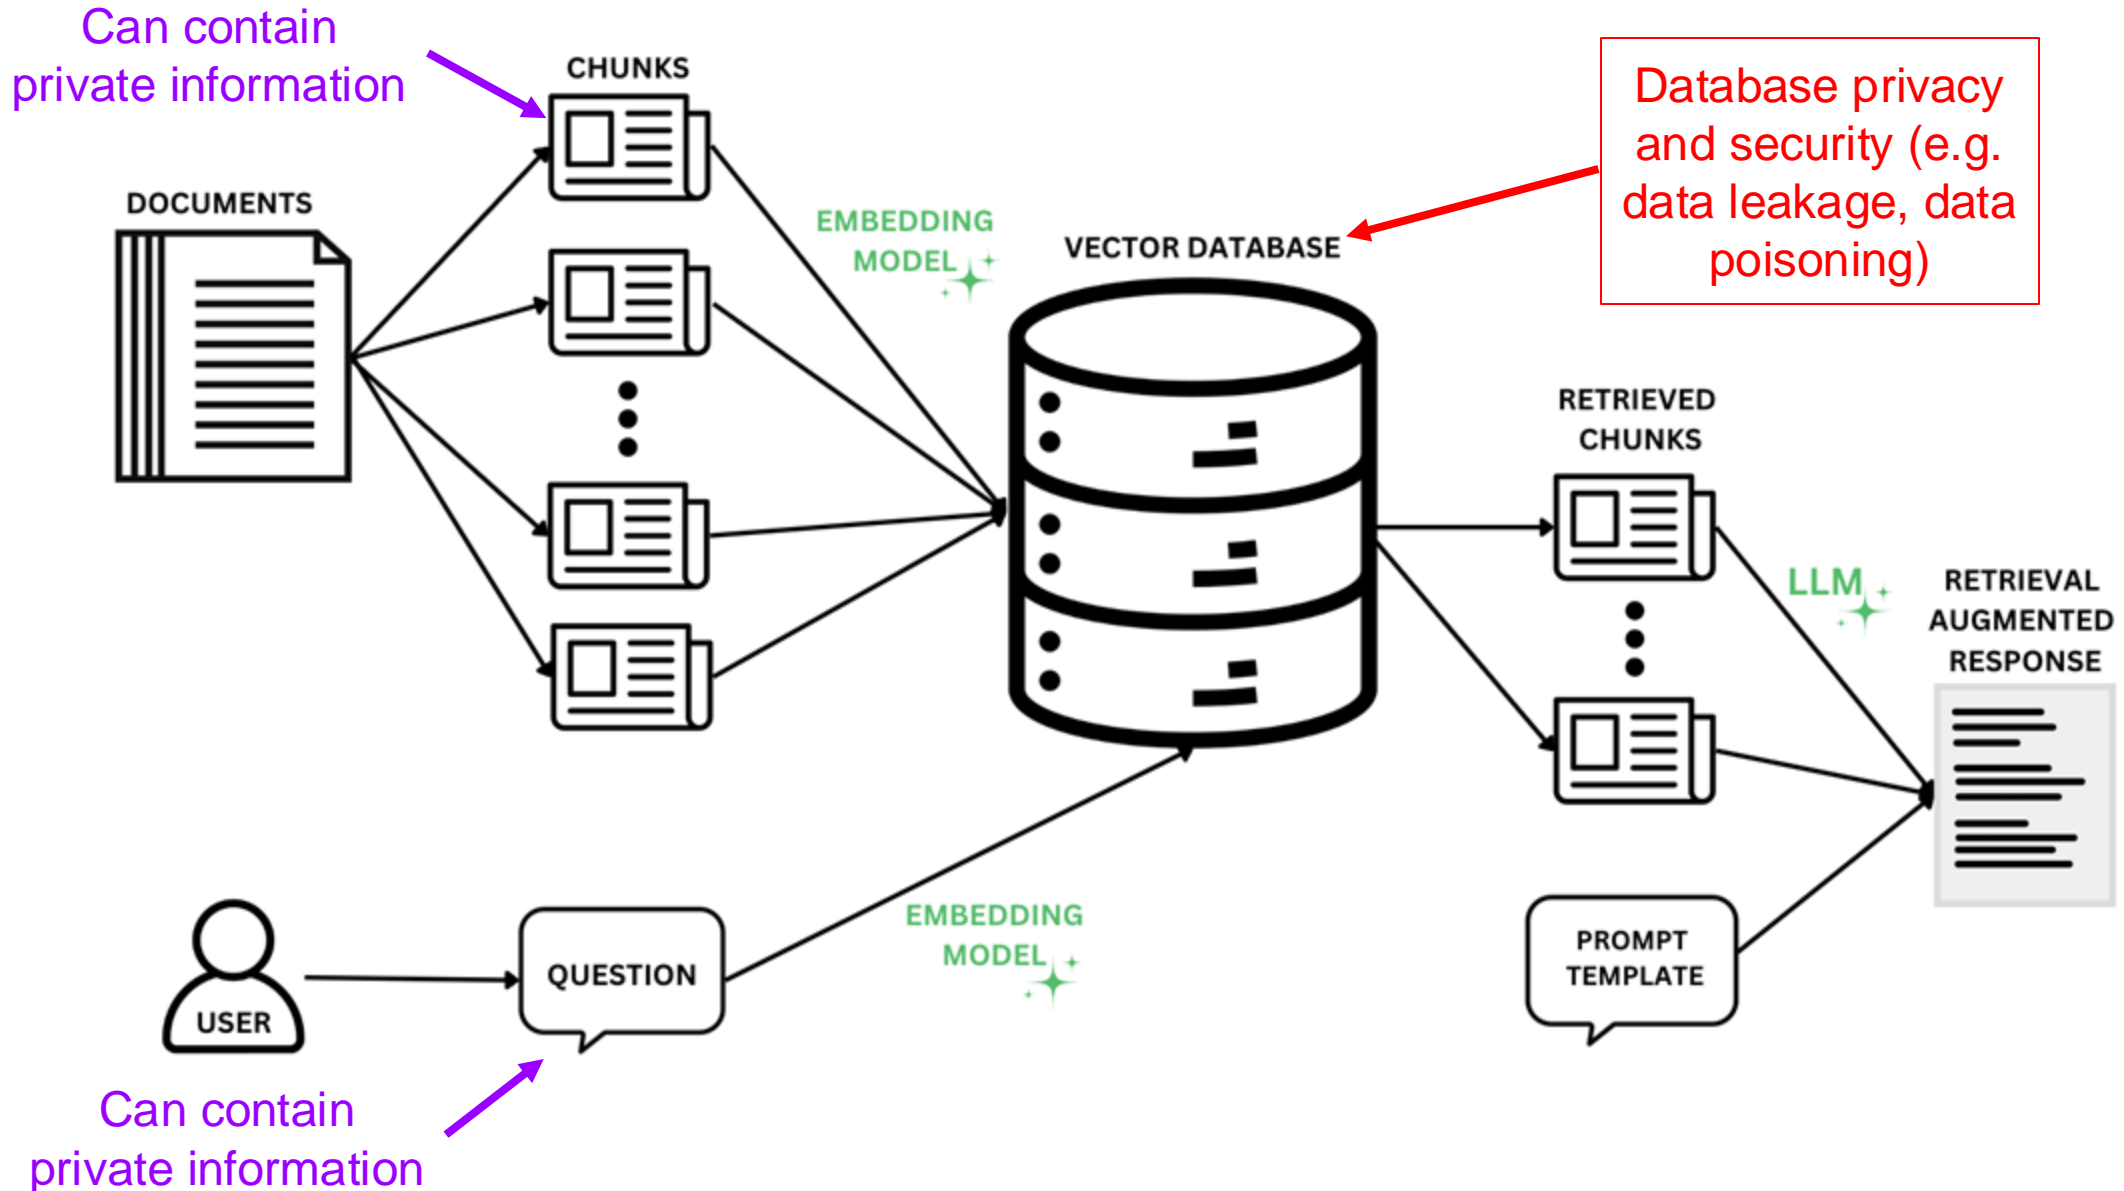 Can contain
private information
CHUNKS
DOCUMENTS
EMBEDDING
MODEL
VECTOR DATABASE
Database privacy
and security (e.g.
data leakage, data
poisoning)
RETRIEVED
CHUNKS
LLM
RETRIEVAL
AUGMENTED
RESPONSE
USER
QUESTION
EMBEDDING
MODEL
PROMPT
TEMPLATE
Can contain
private information